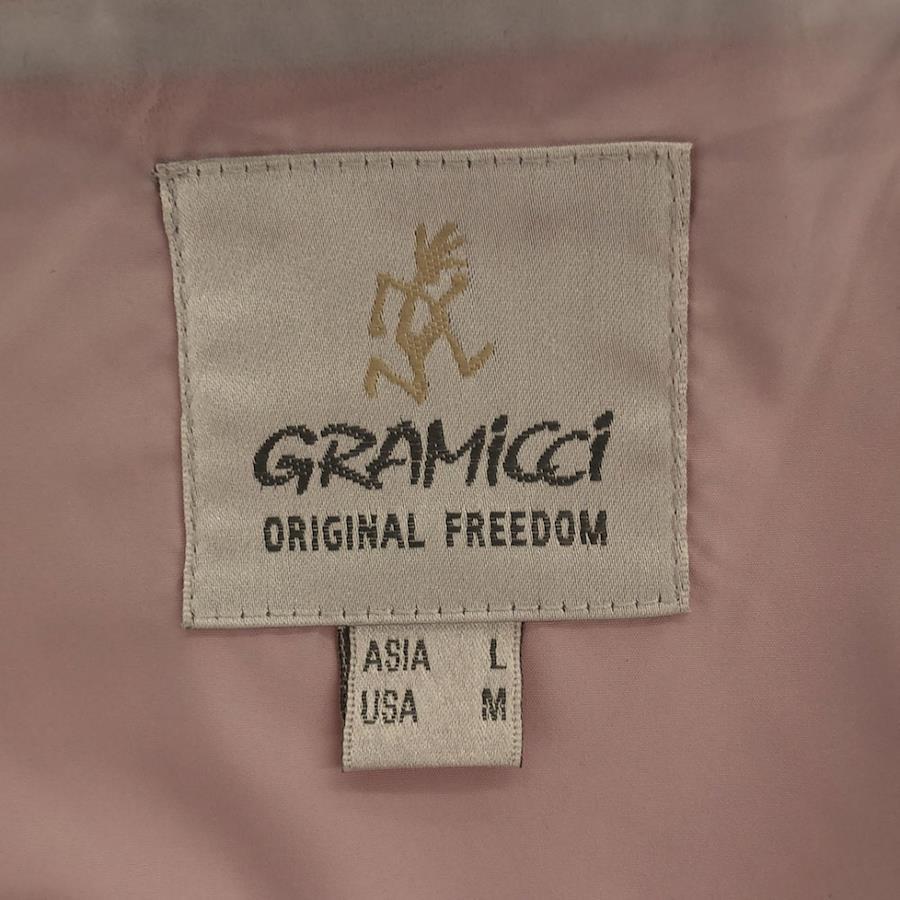 GRAMiCCi
ORIGINAL FREEDOM
ASIA L
USA M